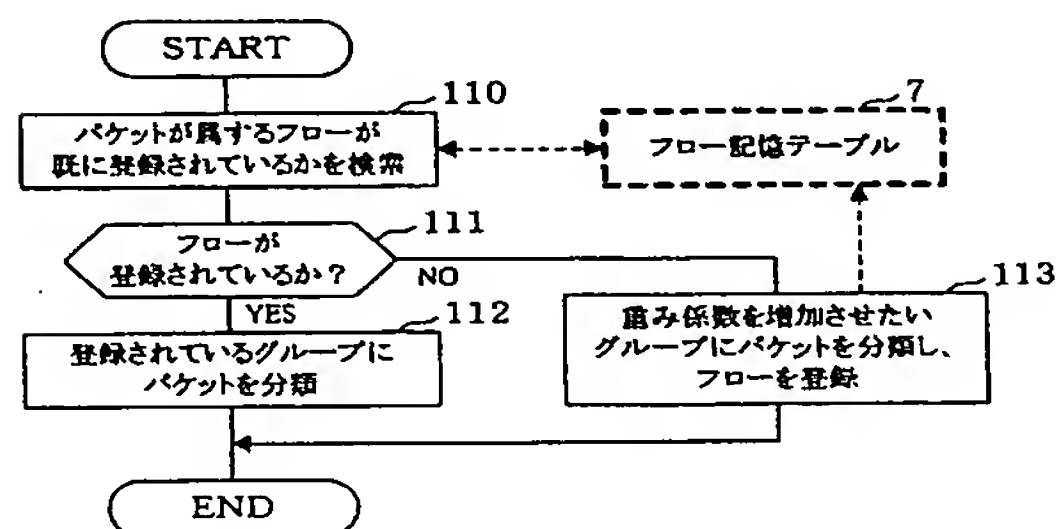 START
110
パケットが属するフローが
既に登録されているかを検索
7
フロー記憶テーブル
111
フローが
登録されているか？
NO
YES
112
登録されているグループに
パケットを分類
113
重み係数を増加させたい
グループにパケットを分類し、
フローを登録
END